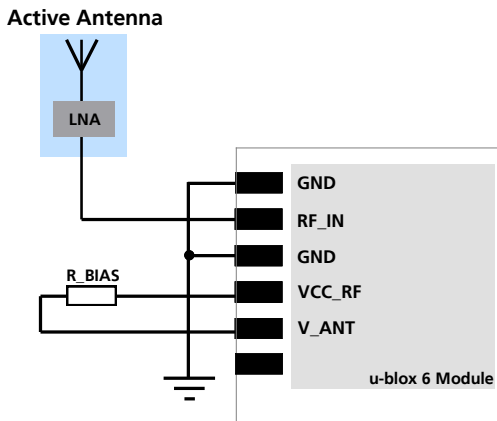 Active Antenna
LNA
GND
RF_IN
GND
R_BIAS
VCC_RF
V_ANT
u-blox 6 Module